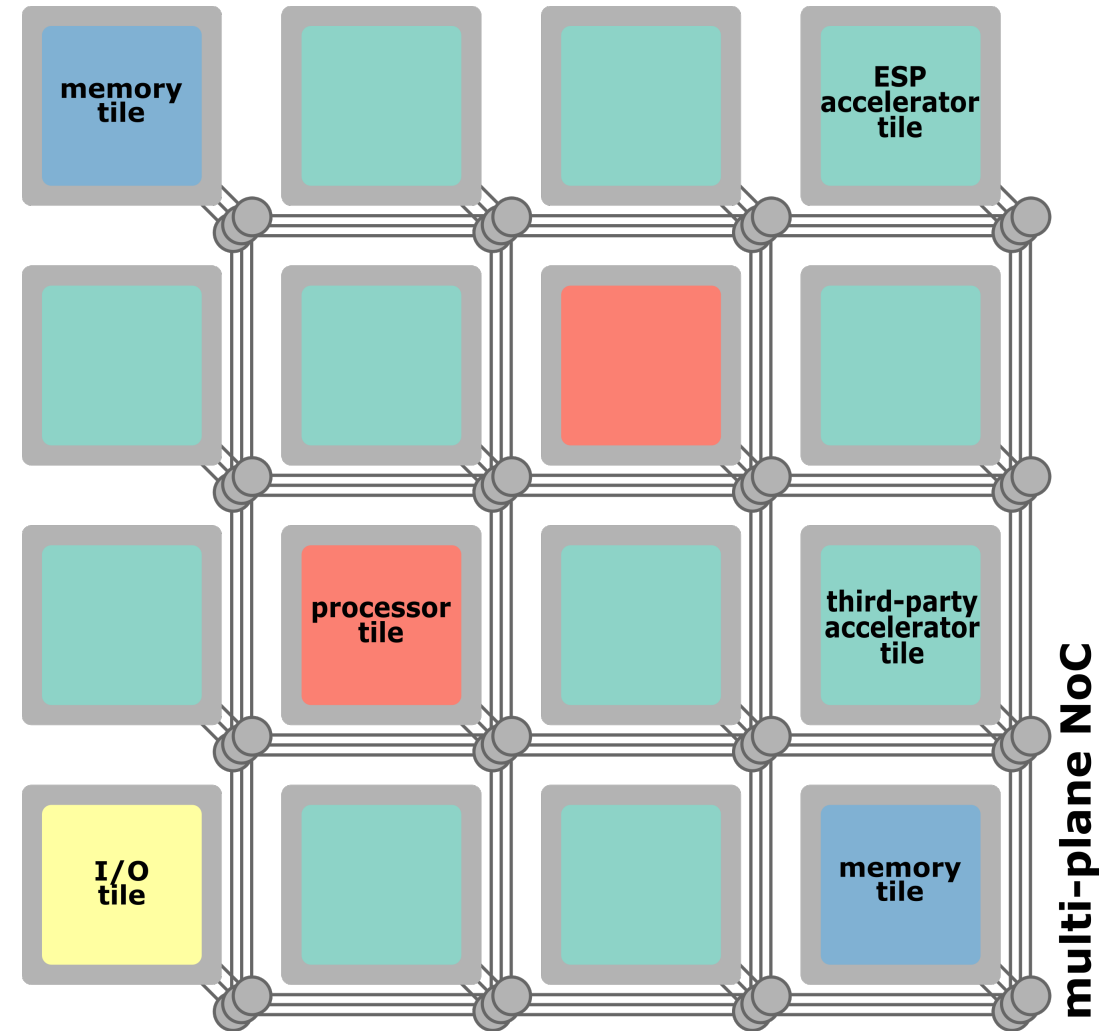 memory
tile
ESP
accelerator
tile
processor
tile
third-party
accelerator
tile
I/O
tile
memory
tile
multi-plane NoC